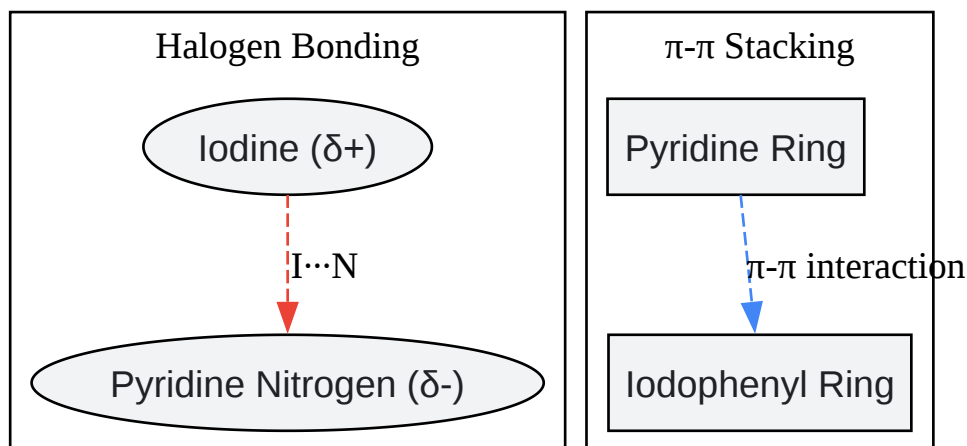 Halogen Bonding
Iodine (δ+)
I···N
Pyridine Nitrogen (δ-)
π-π Stacking
Pyridine Ring
π-π interaction
Iodophenyl Ring